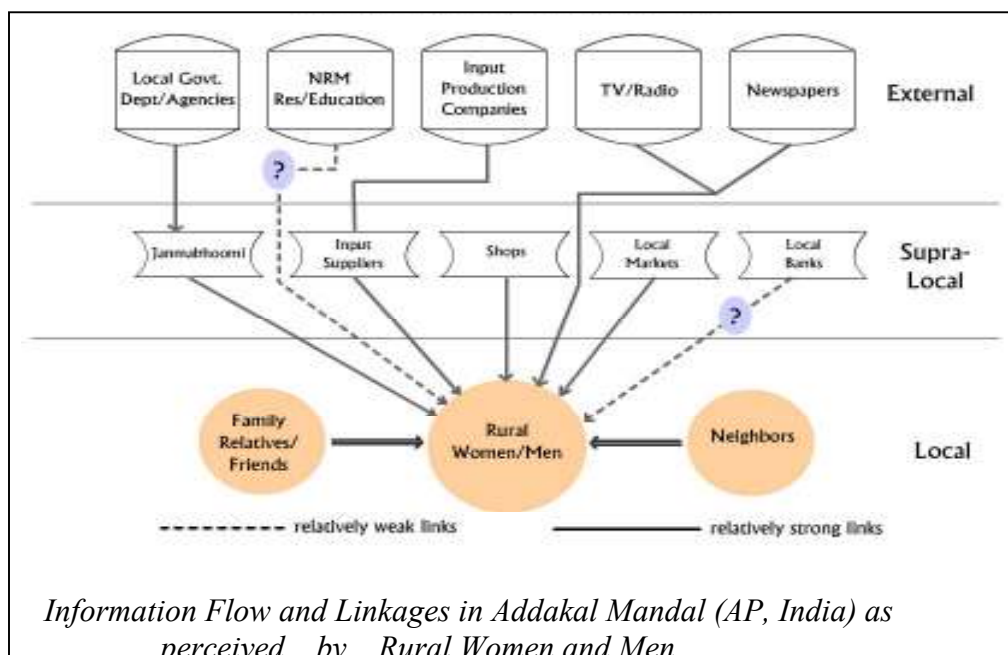 Local Govt.
Dept/Agencies
NRM
Res/Education
Input
Production
Companies
TV/Radio
Newspapers
External
?
Janmabhoomi
Input
Suppliers
Shops
Local
Markets
Local
Banks
Supra-
Local
?
Family
Relatives/
Friends
Rural
Women/Men
Neighbors
Local
relatively weak links
relatively strong links
Information Flow and Linkages in Addakal Mandal (AP, India) as
perceived by Rural Women and Men